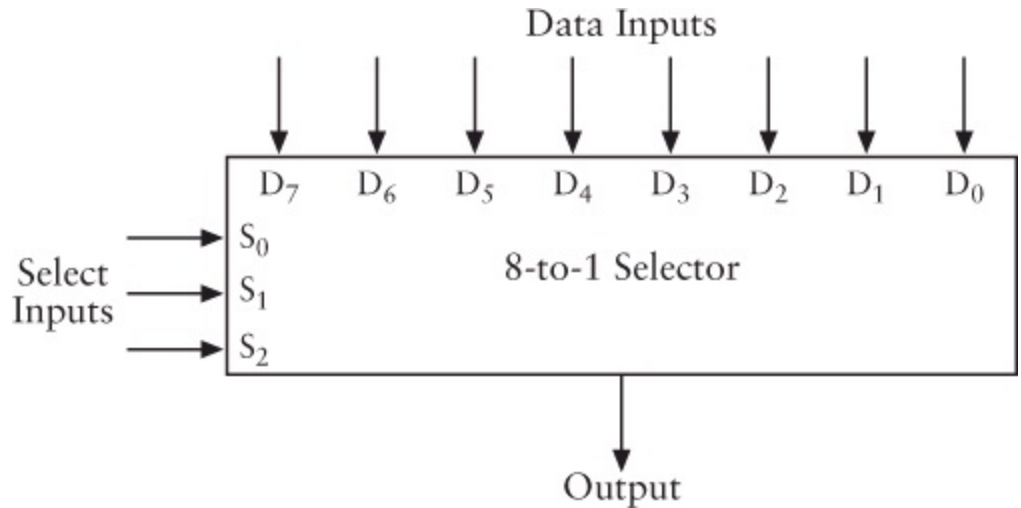 Data Inputs
D₇ D₆ D₅ D₄ D₃ D₂ D₁ D₀
S₀
8-to-1 Selector
Select
Inputs
S₁
S₂
Output